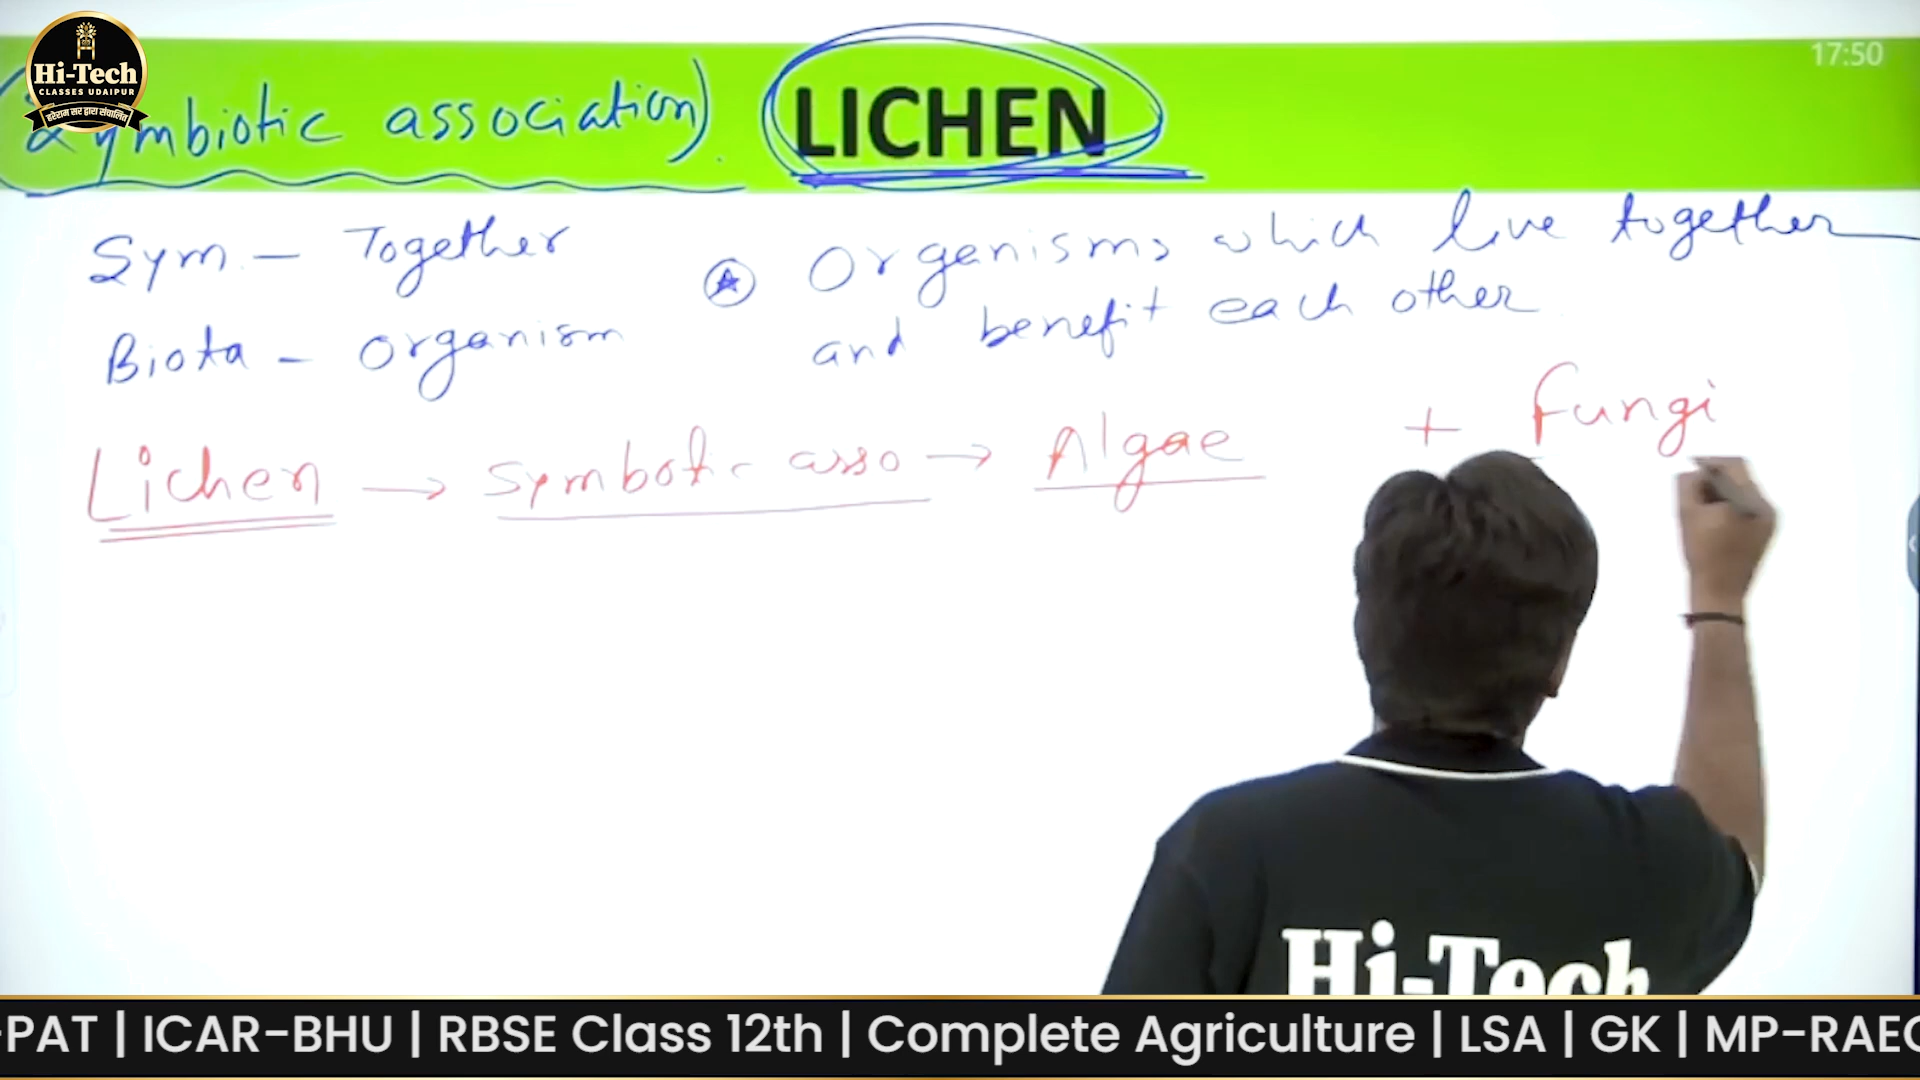 Hi-Tech
CLASSES UDAIPUR
हरेराम सर द्वारा संचालित
17:50
Symbiotic association)
LICHEN
Sym - Together
Organisms which live together
Biota - Organism
and benefit each other
Lichen → Symbotic asso → Algae + Fungi
Hi-Tech
-PAT | ICAR-BHU | RBSE Class 12th | Complete Agriculture | LSA | GK | MP-RAEO